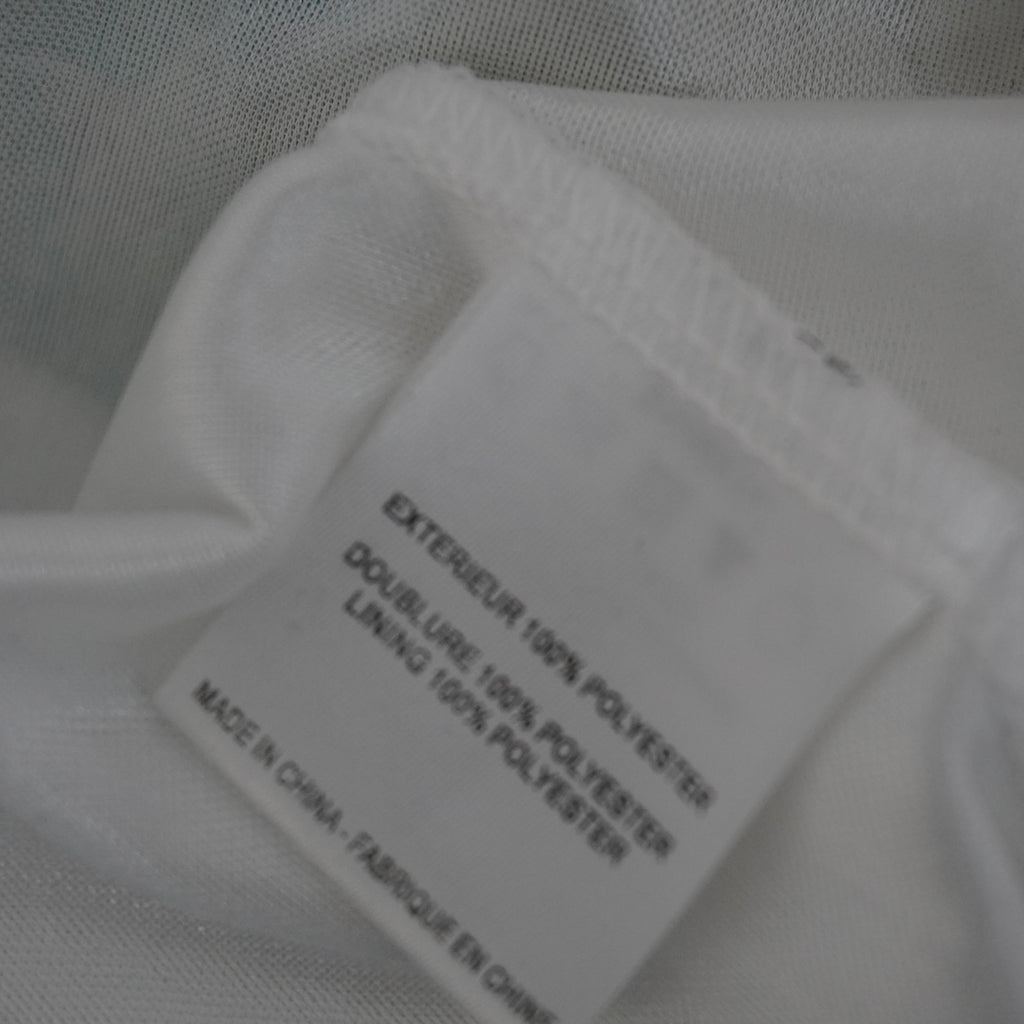 EXTERIEUR 100% POLYESTER
DOUBLURE 100% POLYESTER
LINING 100% POLYESTER
MADE IN CHINA - FABRIQUE EN CHINE